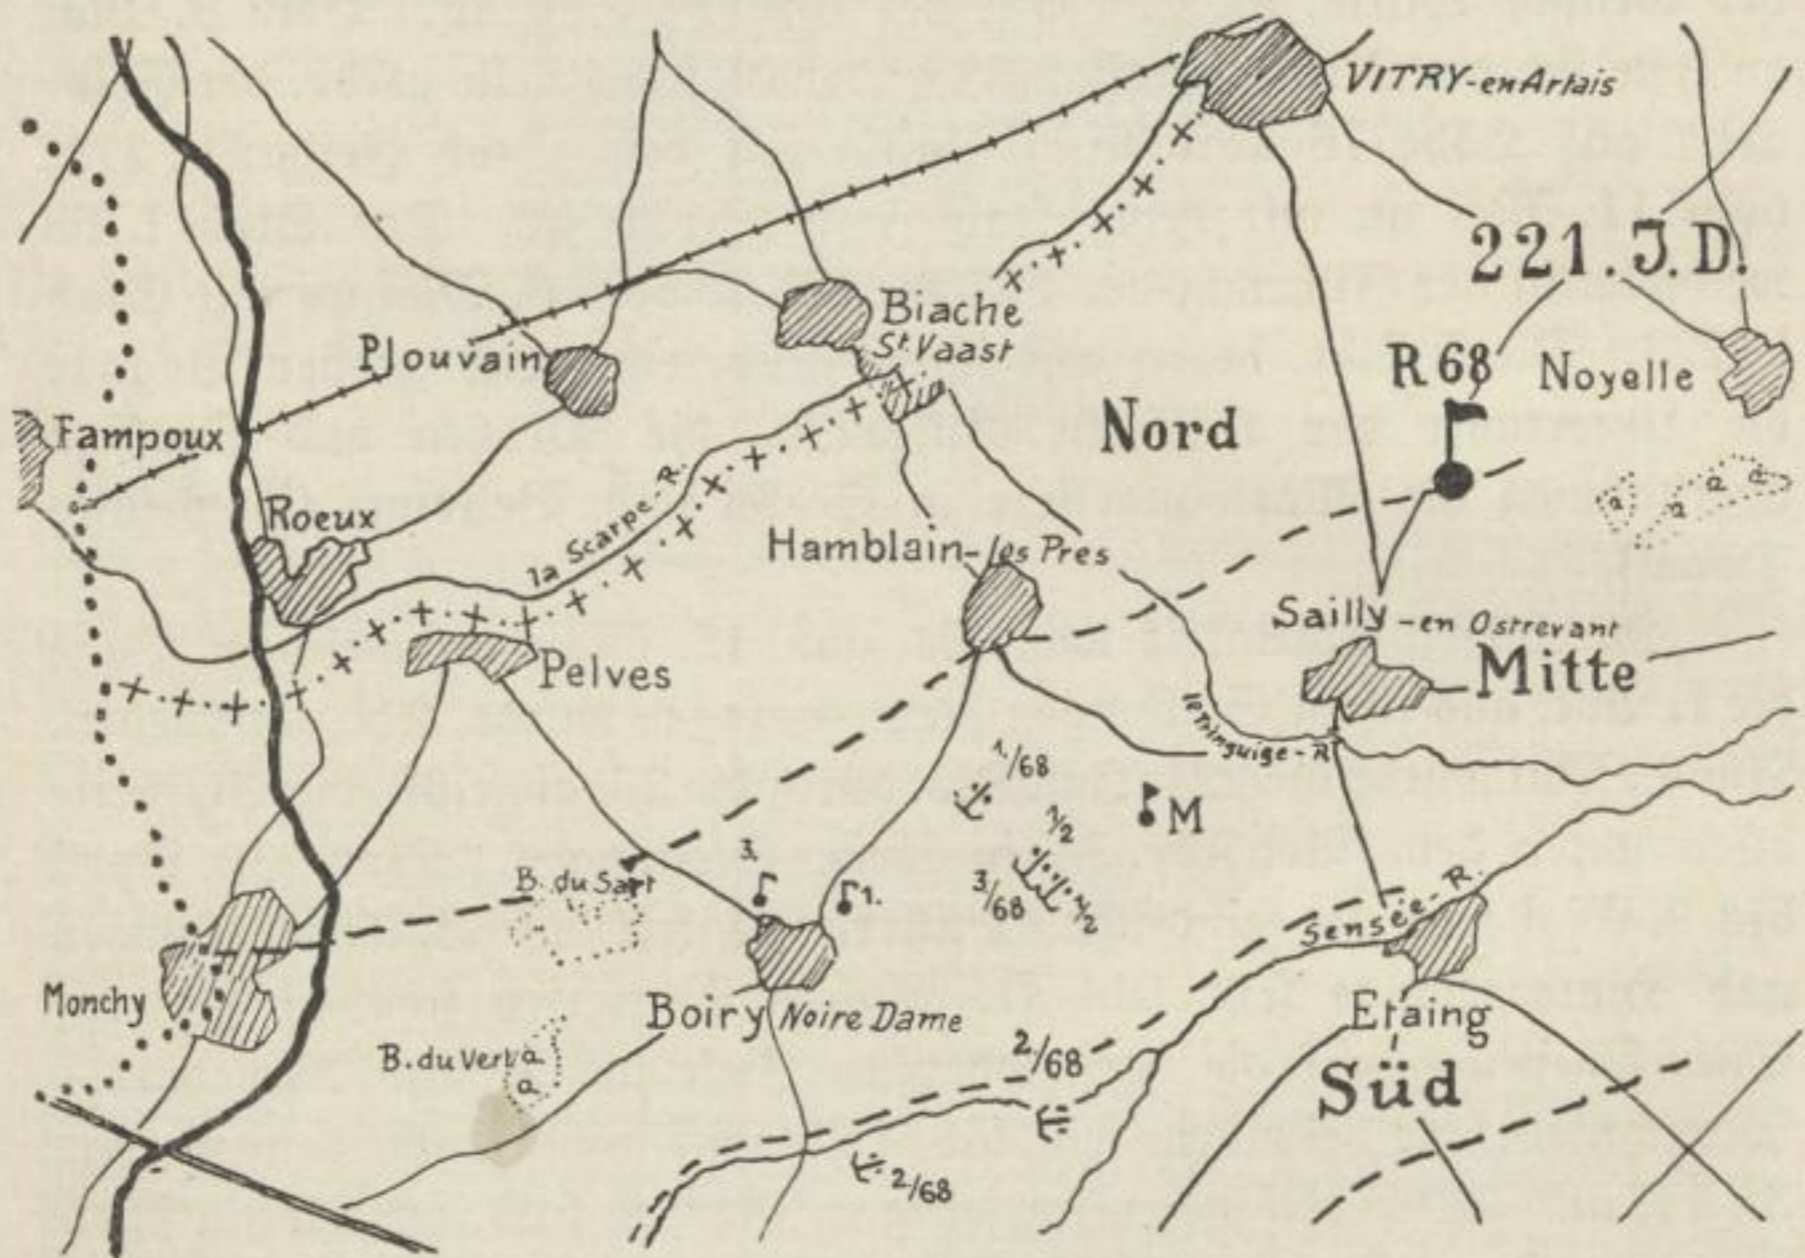 VITRY-en Artais
221. J. D.
Biache
St. Vaast
Plouvain
R 68
Noyelle
Nord
Fampoux
Roeux
la Scarpe-R.
Hamblain-les Pres
Sailly-en Ostrevant
Mitte
Pelves
le Tringuige-R.
1./68
M
1/2
3.
3/68
1/2
B. du Sart
1.
Sensée-R.
Monchy
Boiry Noire Dame
Etaing
2/68
B. du Vert
Süd
2/68